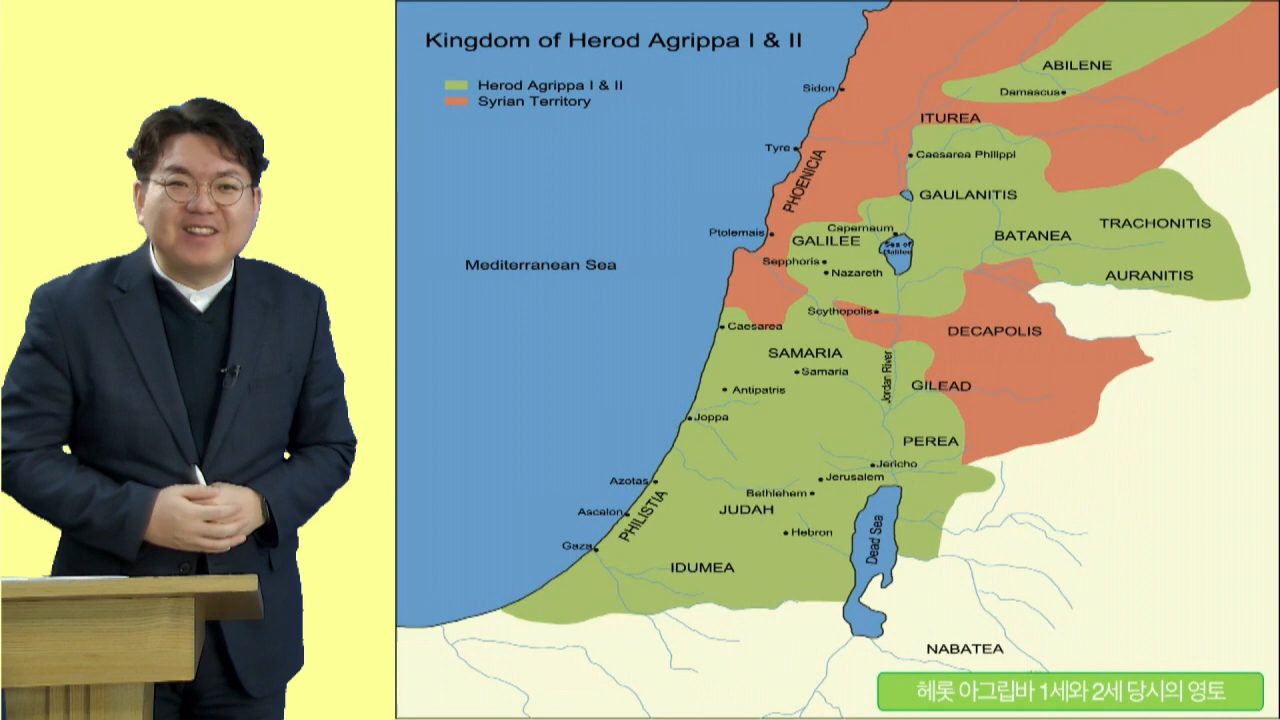 Kingdom of Herod Agrippa I & II
Herod Agrippa I & II
Syrian Territory
ABILENE
Sidon
Damascus
ITUREA
Tyre
Caesarea Philippi
PHOENICIA
GAULANITIS
TRACHONITIS
Ptolemais
Capernaum
BATANEA
GALILEE
Sea of
Galilee
Mediterranean Sea
Sepphoria
Nazareth
AURANITIS
Scythopolis
Caesarea
DECAPOLIS
SAMARIA
Samaria
Jordan River
GILEAD
Antipatris
Joppa
PEREA
Jericho
Jerusalem
Azotas
Bethlehem
PHILISTIA
JUDAH
Ascalon
Hebron
Dead Sea
Gaza
IDUMEA
NABATEA
헤롯 아그립바 1세와 2세 당시의 영토